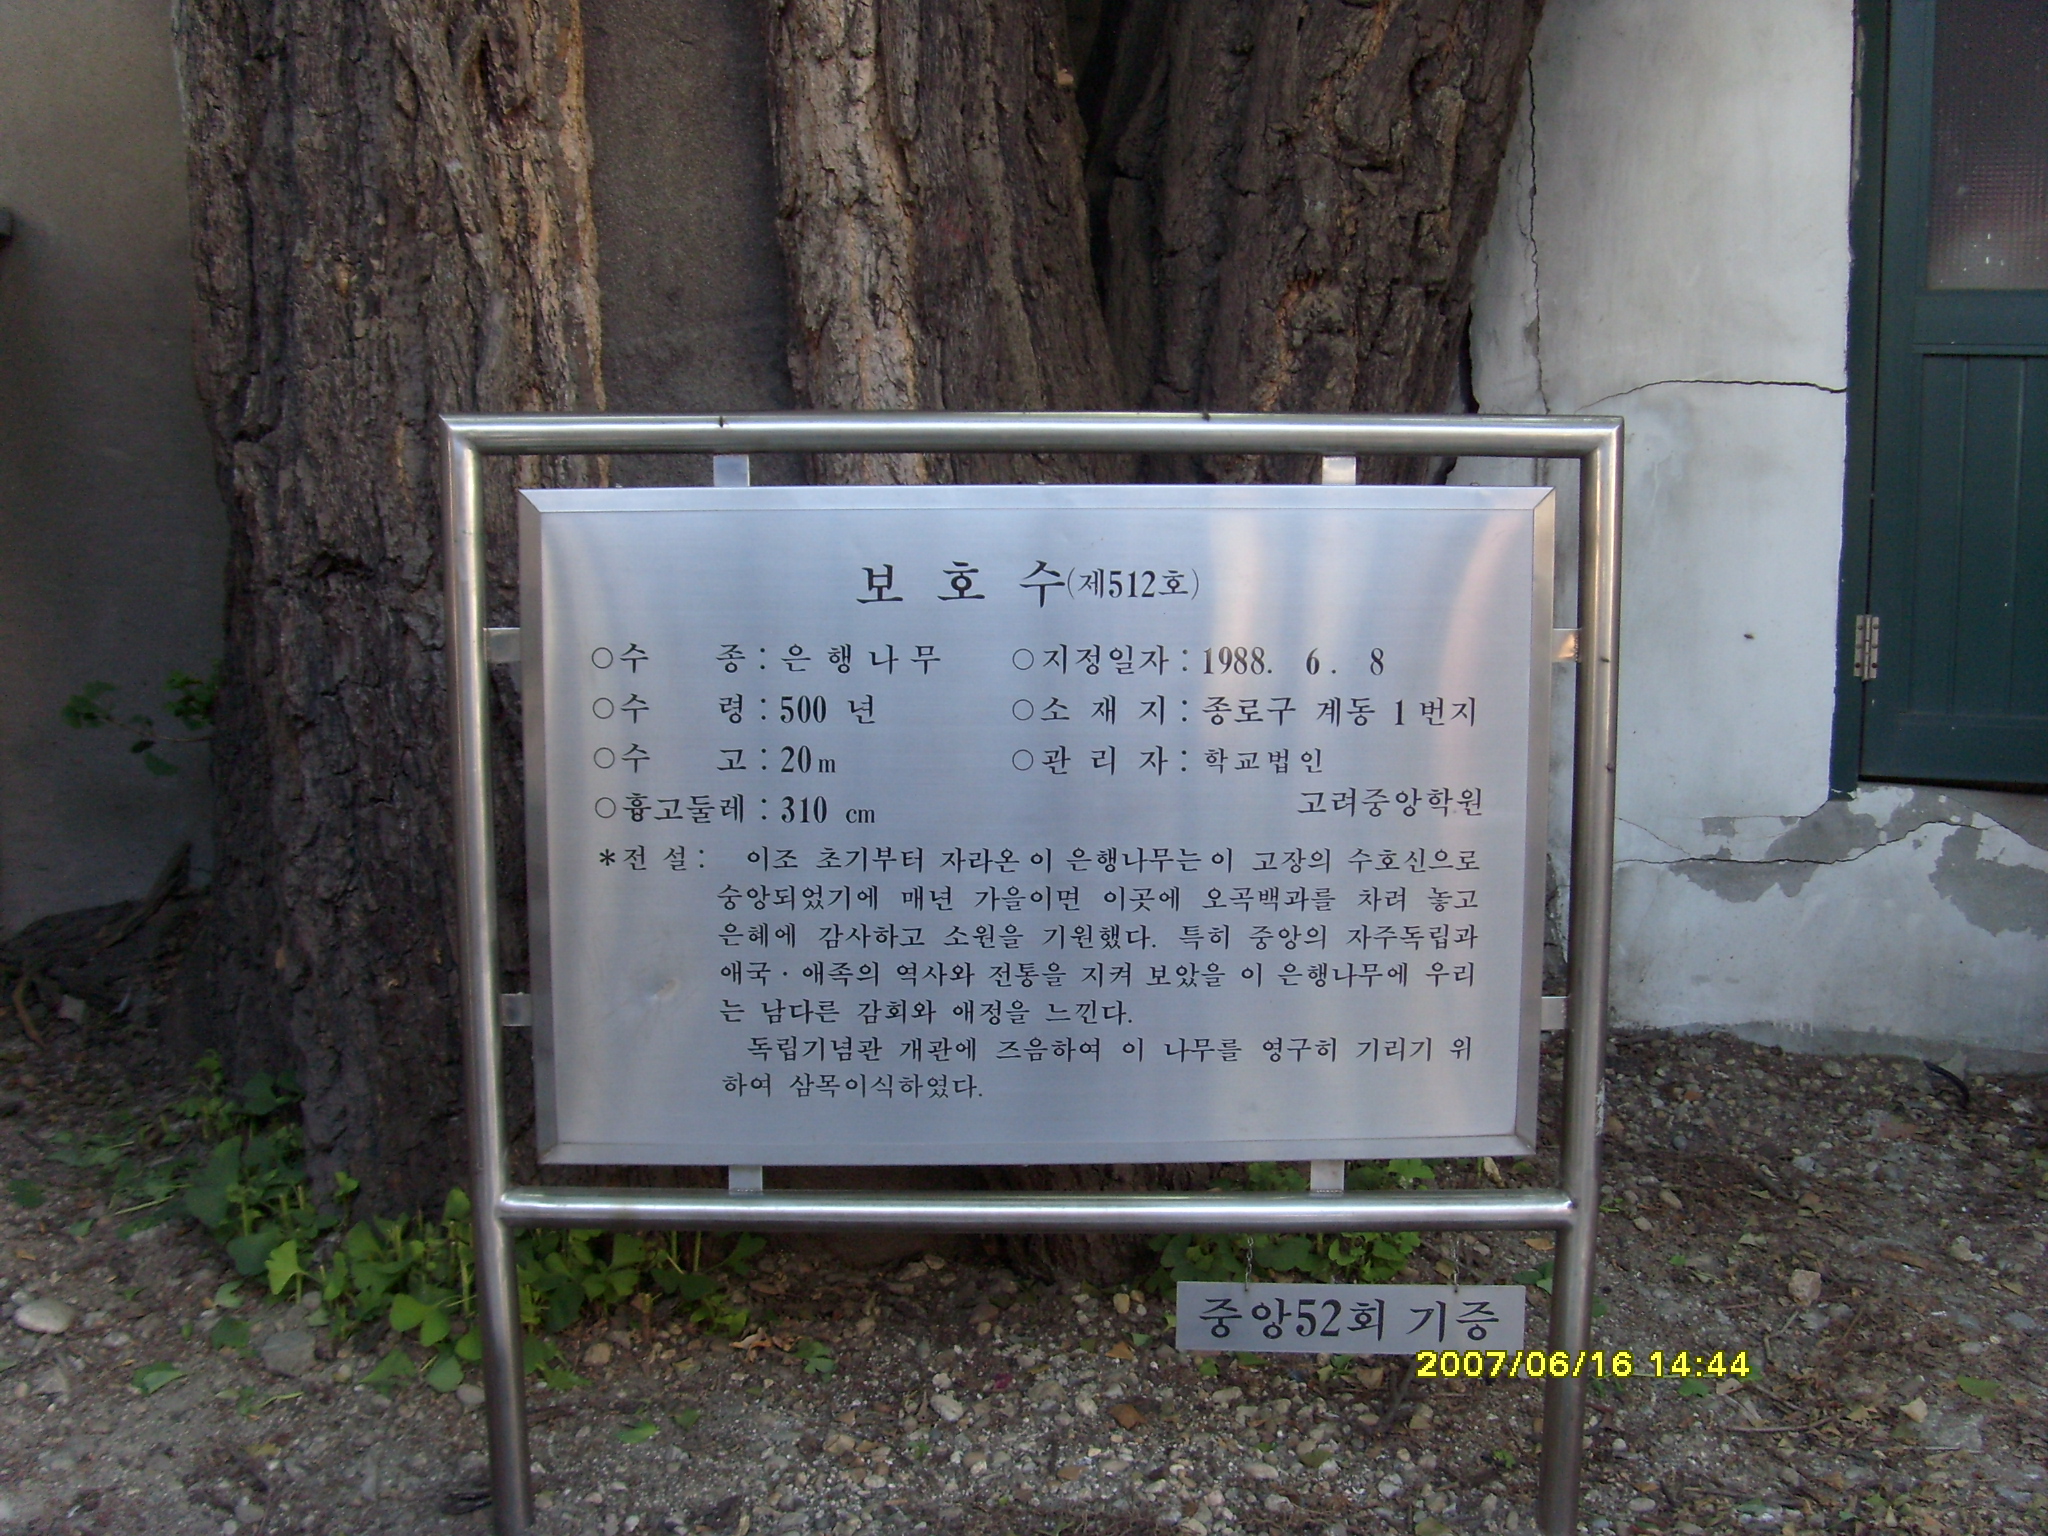 보 호 수(제512호)
○수 종 : 은 행 나 무 ○지정일자 : 1988. 6. 8
○수 령 : 500 년 ○소 재 지 : 종로구 계동 1 번지
○수 고 : 20m ○관 리 자 : 학교법인
○흉고둘레 : 310 cm 고려중앙학원
*전 설 : 이조 초기부터 자라온 이 은행나무는 이 고장의 수호신으로
숭앙되었기에 매년 가을이면 이곳에 오곡백과를 차려 놓고
은혜에 감사하고 소원을 기원했다. 특히 중앙의 자주독립과
애국·애족의 역사와 전통을 지켜 보았을 이 은행나무에 우리
는 남다른 감회와 애정을 느낀다.
독립기념관 개관에 즈음하여 이 나무를 영구히 기리기 위
하여 삼목이식하였다.
중앙52회 기증
2007/06/16 14:44